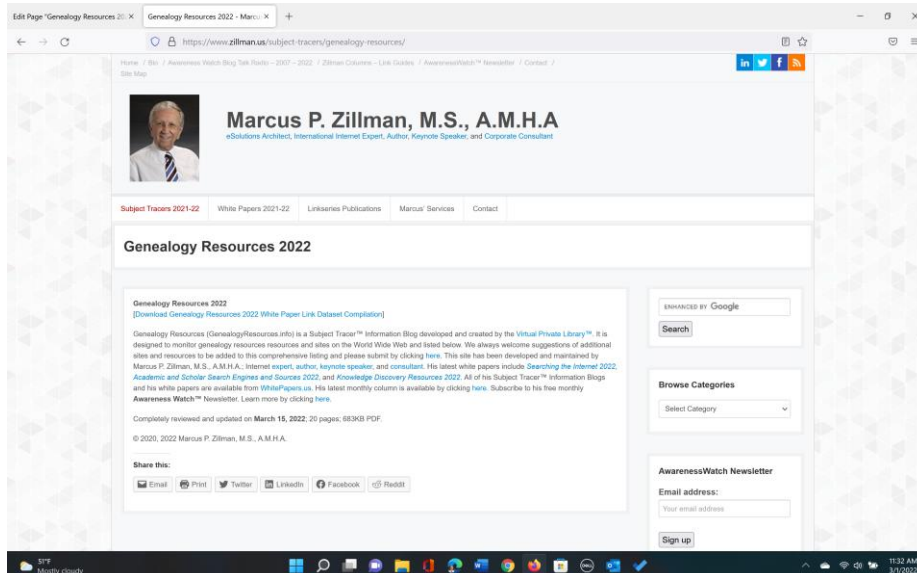 Edit Page "Genealogy Resources 20
Genealogy Resources 2022 - Marcu
https://www.zillman.us/subject-tracers/genealogy-resources/
Home / Bio / Awareness Watch Blog Talk Radio – 2007 – 2022 / Zillman Columns – Link Guides / AwarenessWatch™ Newsletter / Contact /
Site Map
Marcus P. Zillman, M.S., A.M.H.A
eSolutions Architect, International Internet Expert, Author, Keynote Speaker, and Corporate Consultant
Subject Tracers 2021-22 White Papers 2021-22 Linkseries Publications Marcus' Services Contact
Genealogy Resources 2022
Genealogy Resources 2022
[Download Genealogy Resources 2022 White Paper Link Dataset Compilation]
Genealogy Resources (GenealogyResources.info) is a Subject Tracer™ Information Blog developed and created by the Virtual Private Library™. It is
designed to monitor genealogy resources resources and sites on the World Wide Web and listed below. We always welcome suggestions of additional
sites and resources to be added to this comprehensive listing and please submit by clicking here. This site has been developed and maintained by
Marcus P. Zillman, M.S., A.M.H.A.; Internet expert, author, keynote speaker, and consultant. His latest white papers include Searching the Internet 2022,
Academic and Scholar Search Engines and Sources 2022, and Knowledge Discovery Resources 2022. All of his Subject Tracer™ Information Blogs
and his white papers are available from WhitePapers.us. His latest monthly column is available by clicking here. Subscribe to his free monthly
Awareness Watch™ Newsletter. Learn more by clicking here.
Completely reviewed and updated on March 15, 2022; 20 pages; 683KB PDF.
© 2020, 2022 Marcus P. Zillman, M.S., A.M.H.A.
Share this:
Email Print Twitter LinkedIn Facebook Reddit
ENHANCED BY Google
Search
Browse Categories
Select Category
AwarenessWatch Newsletter
Email address:
Your email address
Sign up
51°F
Mostly cloudy
11:32 AM
3/1/2022